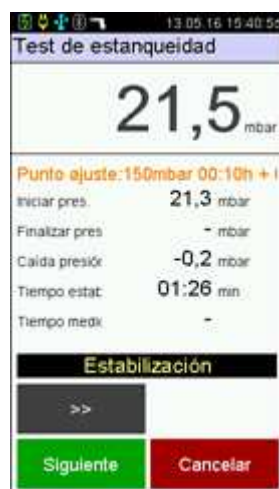 13.05.16 15:40:5
Test de estanqueidad
21,5 mbar
Punto ajuste:150mbar 00:10h +
Iniciar pres. 21,3 mbar
Finalizar pres - mbar
Caída presiór -0,2 mbar
Tiempo estat 01:26 min
Tiempo medi -
Estabilización
>>
Siguiente Cancelar